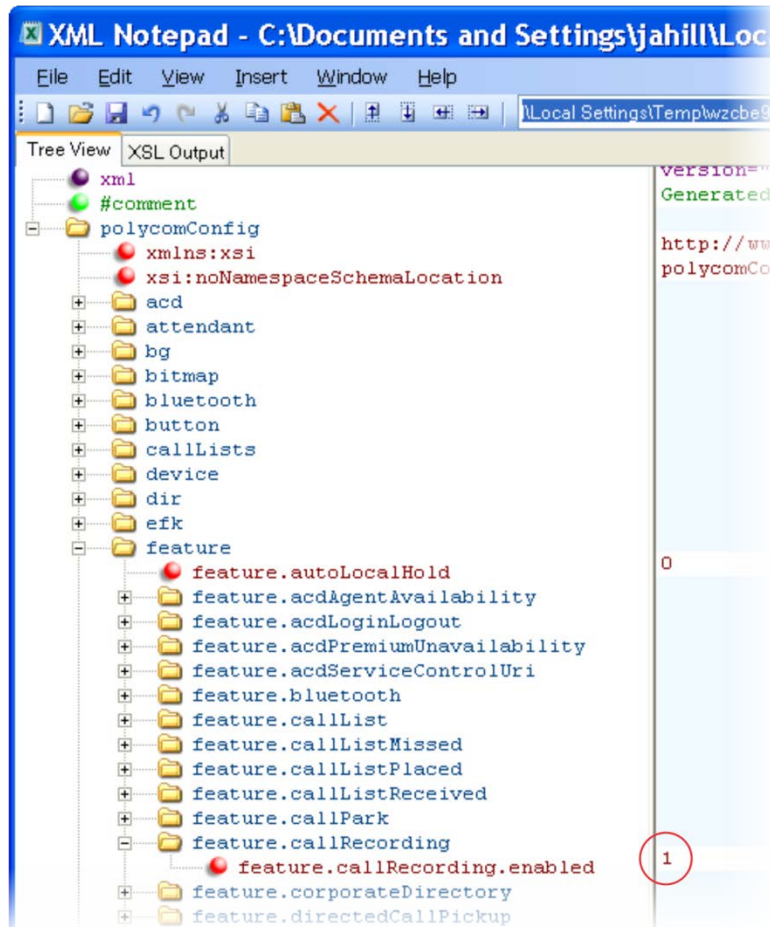 XML Notepad - C:\Documents and Settings\jahill\Loc
File Edit View Insert Window Help
\Local Settings\Temp\wzcbe9
Tree View XSL Output
xml version="
#comment Generated
polycomConfig
xmlns:xsi http://ww
xsi:noNamespaceSchemaLocation polycomCo
acd
attendant
bg
bitmap
bluetooth
button
callLists
device
dir
efk
feature
feature.autoLocalHold 0
feature.acdAgentAvailability
feature.acdLoginLogout
feature.acdPremiumUnavailability
feature.acdServiceControlUri
feature.bluetooth
feature.callList
feature.callListMissed
feature.callListPlaced
feature.callListReceived
feature.callPark
feature.callRecording
feature.callRecording.enabled 1
feature.corporateDirectory
feature.directedCallPickup